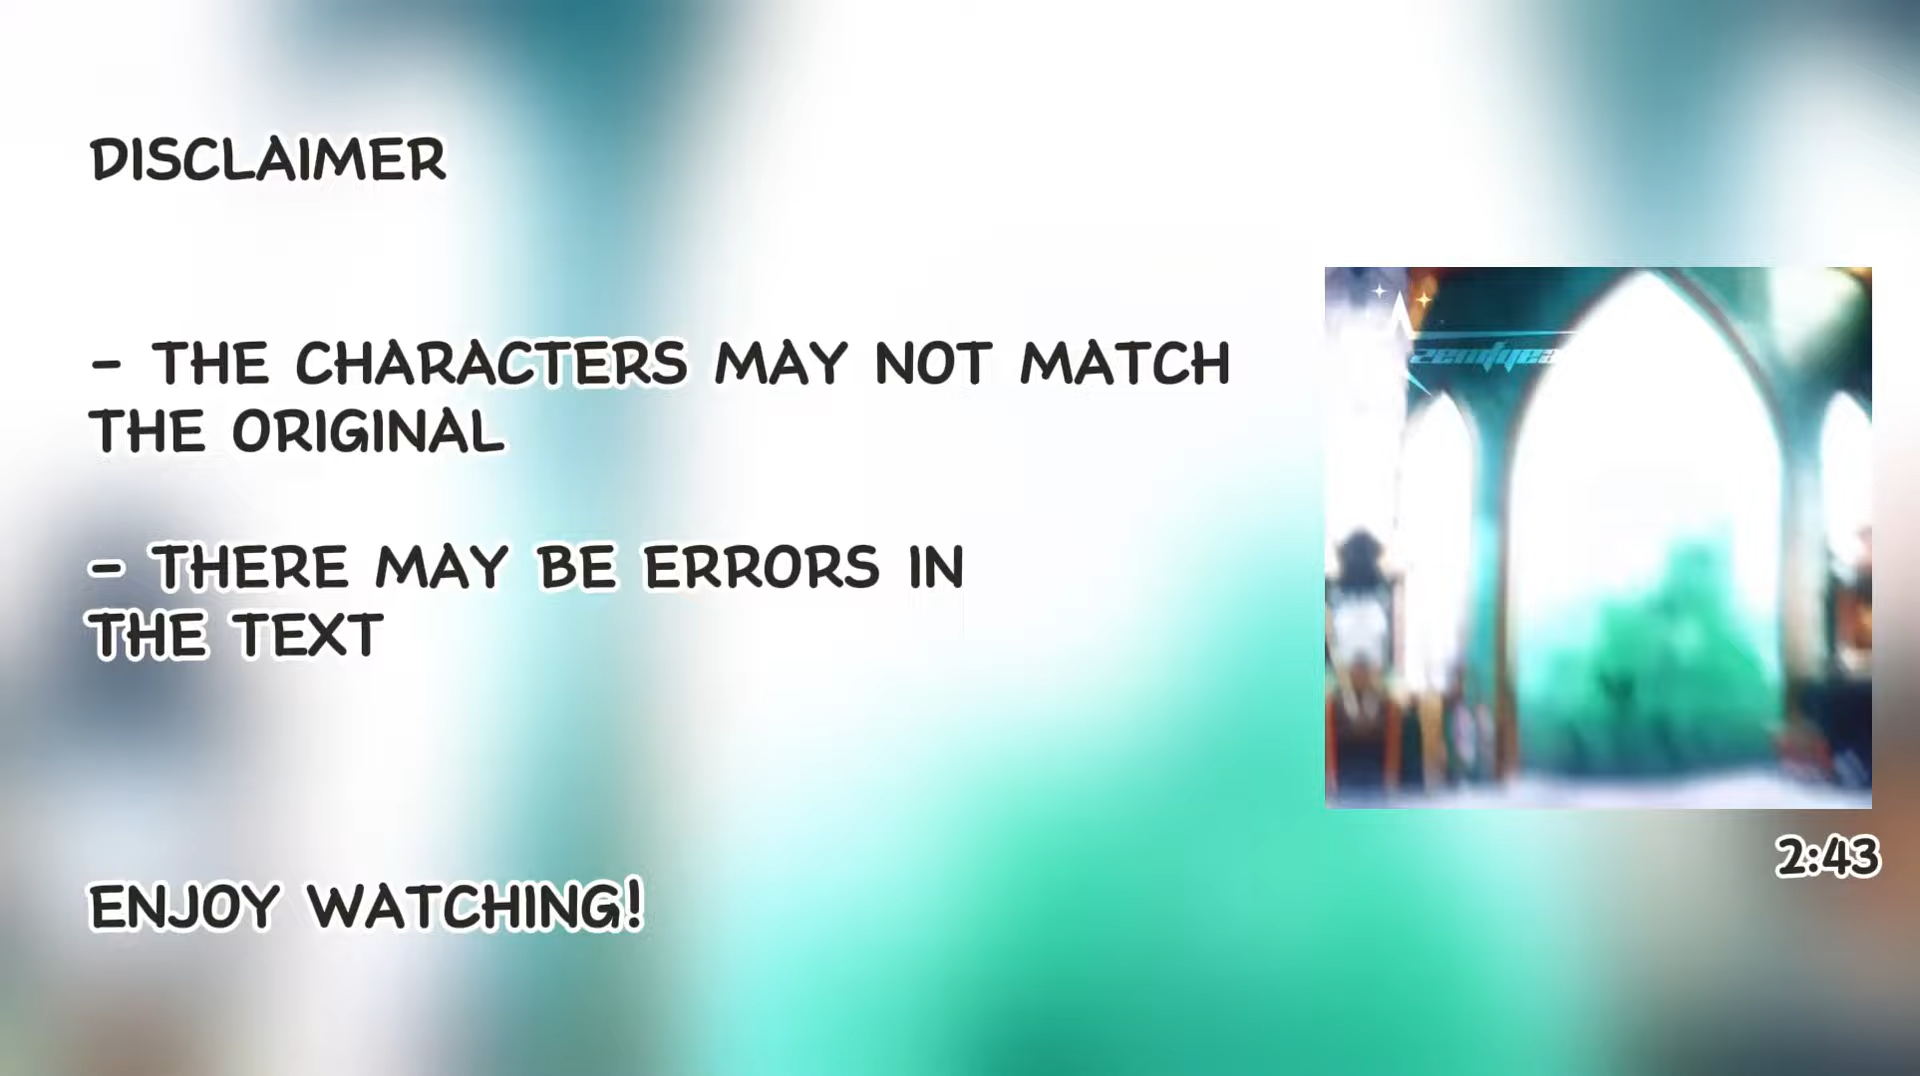 DISCLAIMER
- THE CHARACTERS MAY NOT MATCH
THE ORIGINAL
- THERE MAY BE ERRORS IN
THE TEXT
2:43
ENJOY WATCHING!